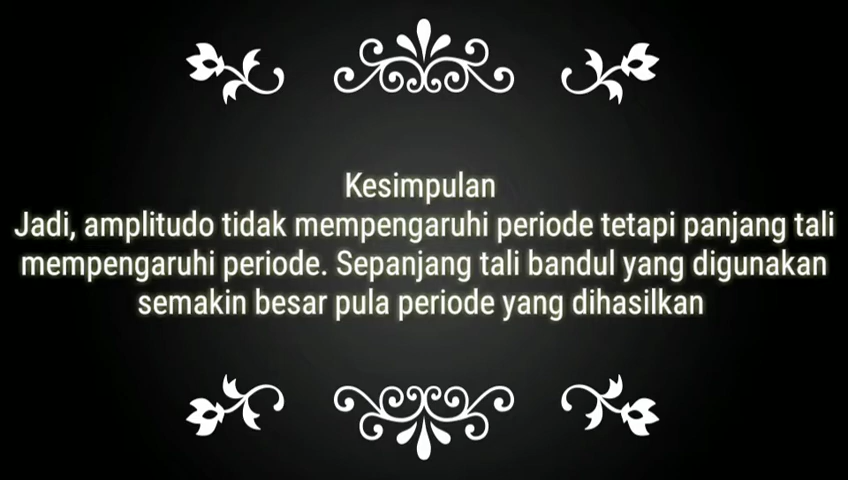 Kesimpulan
Jadi, amplitudo tidak mempengaruhi periode tetapi panjang tali
mempengaruhi periode. Sepanjang tali bandul yang digunakan
semakin besar pula periode yang dihasilkan